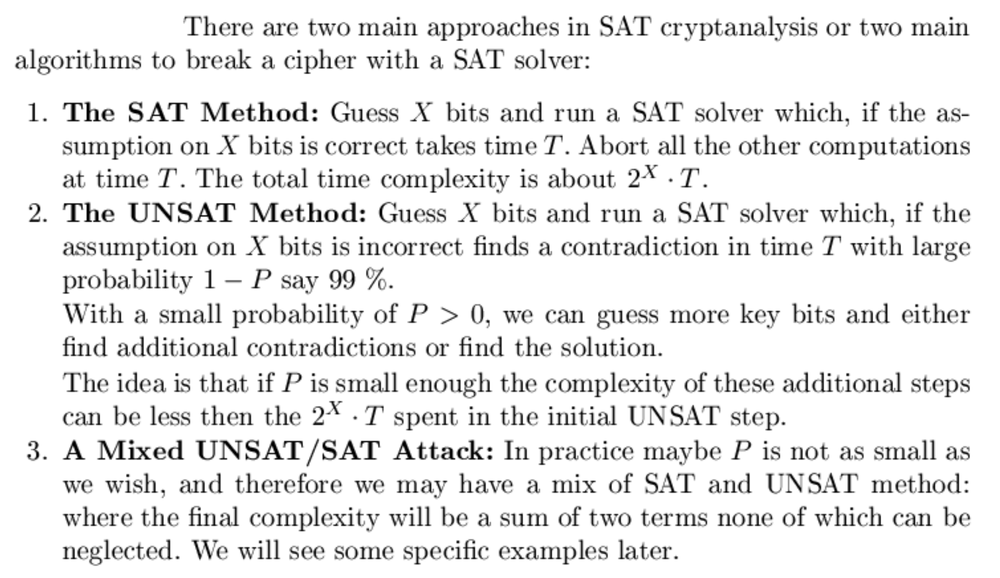 There are two main approaches in SAT cryptanalysis or two main
algorithms to break a cipher with a SAT solver:
1. The SAT Method: Guess X bits and run a SAT solver which, if the as-
sumption on X bits is correct takes time T. Abort all the other computations
at time T. The total time complexity is about 2^X · T.
2. The UNSAT Method: Guess X bits and run a SAT solver which, if the
assumption on X bits is incorrect finds a contradiction in time T with large
probability 1 − P say 99 %.
With a small probability of P > 0, we can guess more key bits and either
find additional contradictions or find the solution.
The idea is that if P is small enough the complexity of these additional steps
can be less then the 2^X · T spent in the initial UNSAT step.
3. A Mixed UNSAT/SAT Attack: In practice maybe P is not as small as
we wish, and therefore we may have a mix of SAT and UNSAT method:
where the final complexity will be a sum of two terms none of which can be
neglected. We will see some specific examples later.